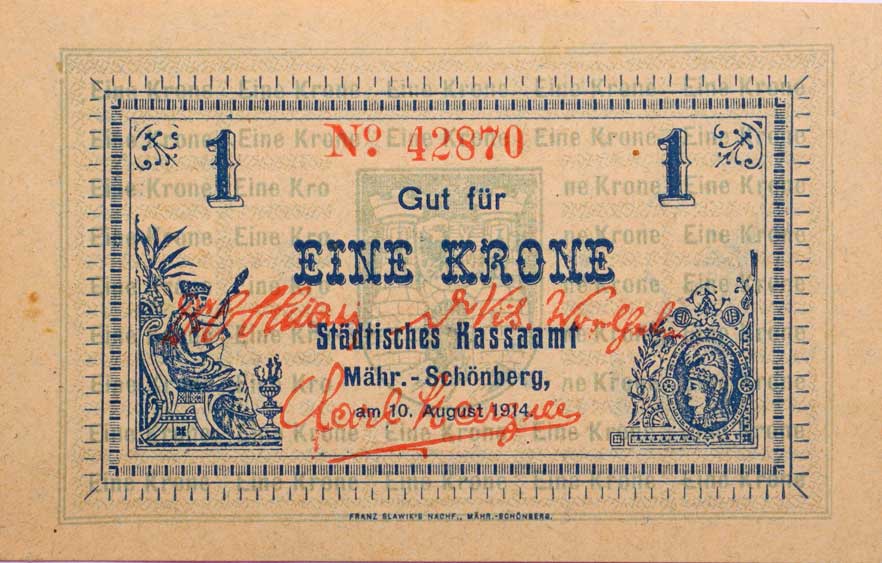 1 No. 42870 1
Gut für
EINE KRONE
Städtisches Kassaamt
Mähr.-Schönberg,
am 10. August 1914.
FRANZ SLAWIK'S NACHF., MÄHR.-SCHÖNBERG.